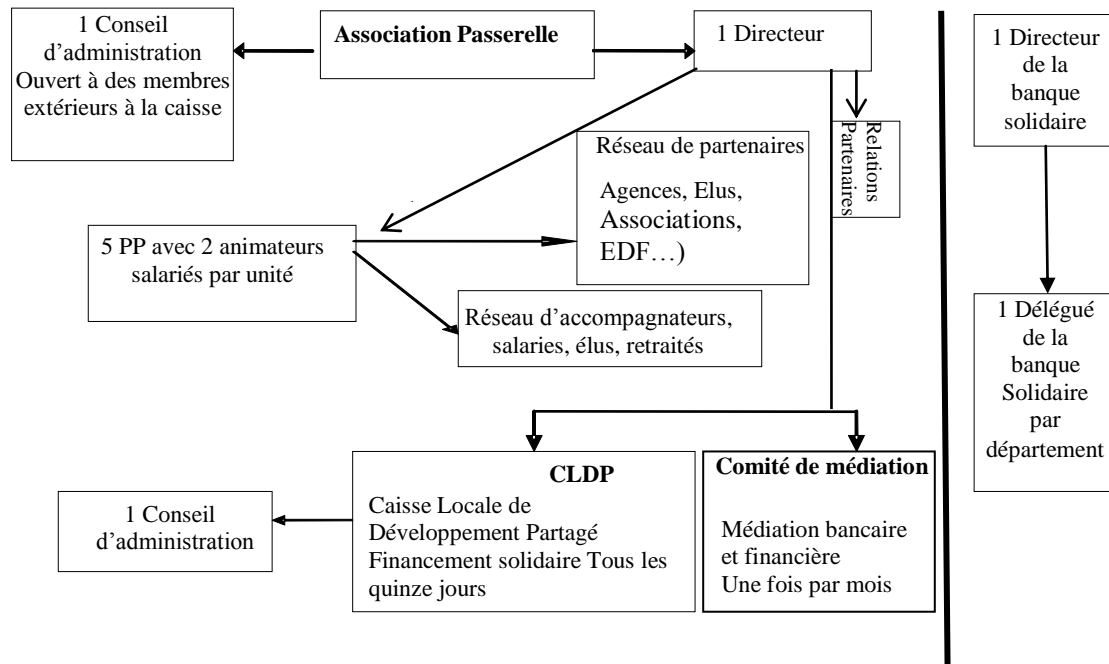 1 Conseil
d’administration
Ouvert à des membres
extérieurs à la caisse
Association Passerelle
1 Directeur
1 Directeur
de la
banque
solidaire
Relations
Partenaires
Réseau de partenaires
Agences, Elus,
Associations,
EDF…)
5 PP avec 2 animateurs
salariés par unité
Réseau d’accompagnateurs,
salaries, élus, retraités
1 Délégué
de la
banque
Solidaire
par
département
CLDP
Caisse Locale de
Développement Partagé
Financement solidaire Tous les
quinze jours
Comité de médiation
Médiation bancaire
et financière
Une fois par mois
1 Conseil
d’administration